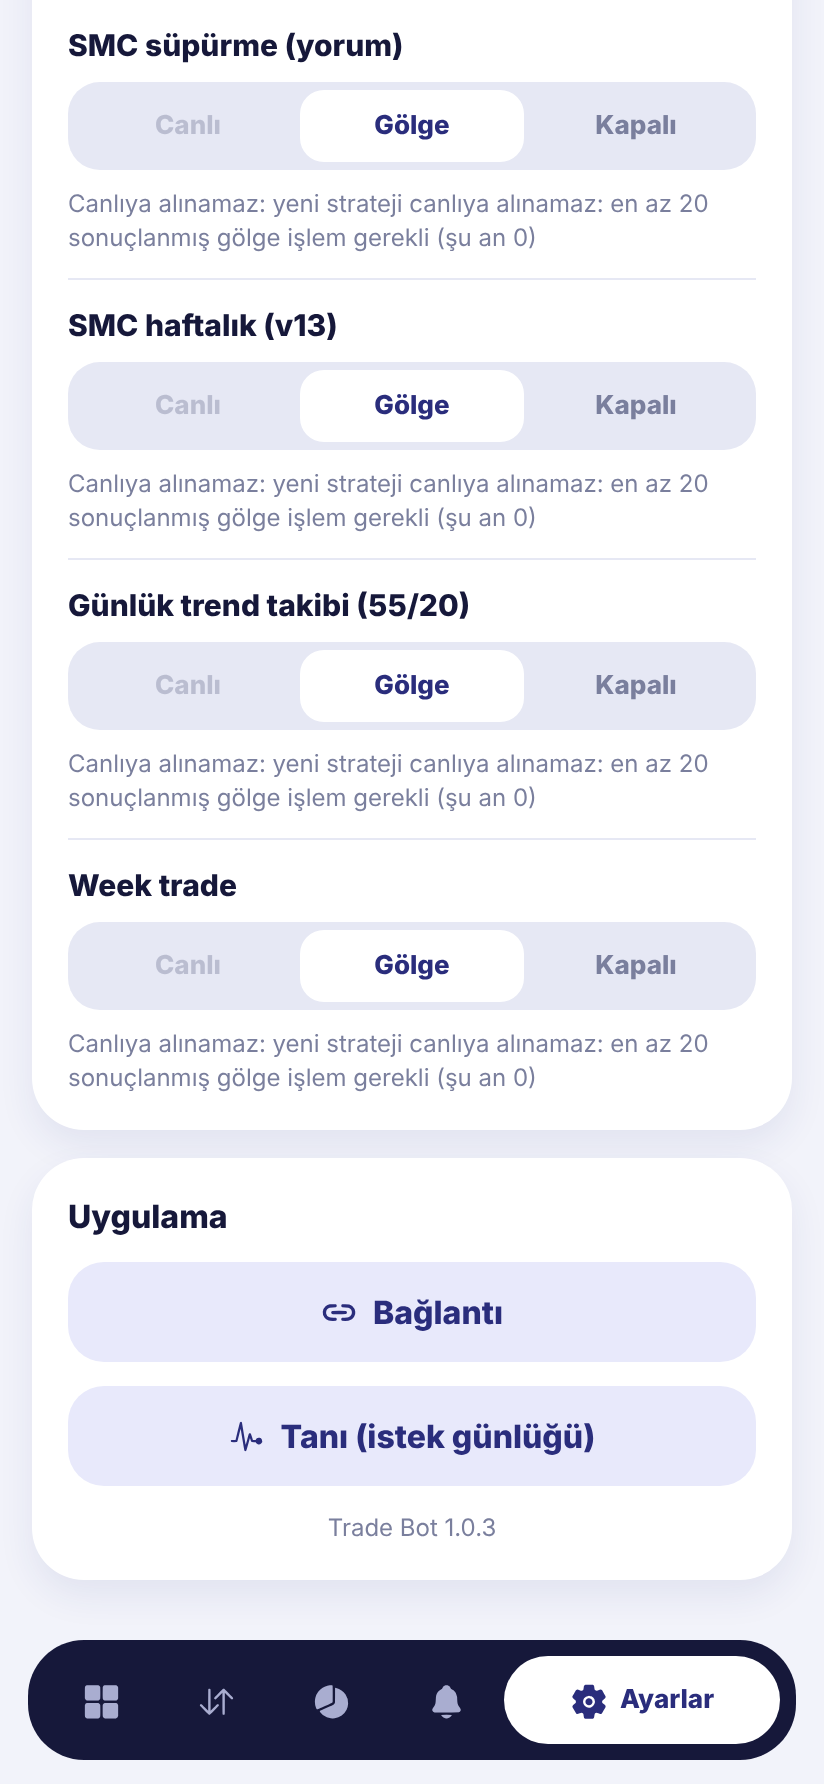 SMC süpürme (yorum)
Canlı Gölge Kapalı
Canlıya alınamaz: yeni strateji canlıya alınamaz: en az 20
sonuçlanmış gölge işlem gerekli (şu an 0)
SMC haftalık (v13)
Canlı Gölge Kapalı
Canlıya alınamaz: yeni strateji canlıya alınamaz: en az 20
sonuçlanmış gölge işlem gerekli (şu an 0)
Günlük trend takibi (55/20)
Canlı Gölge Kapalı
Canlıya alınamaz: yeni strateji canlıya alınamaz: en az 20
sonuçlanmış gölge işlem gerekli (şu an 0)
Week trade
Canlı Gölge Kapalı
Canlıya alınamaz: yeni strateji canlıya alınamaz: en az 20
sonuçlanmış gölge işlem gerekli (şu an 0)
Uygulama
Bağlantı
Tanı (istek günlüğü)
Trade Bot 1.0.3
Ayarlar